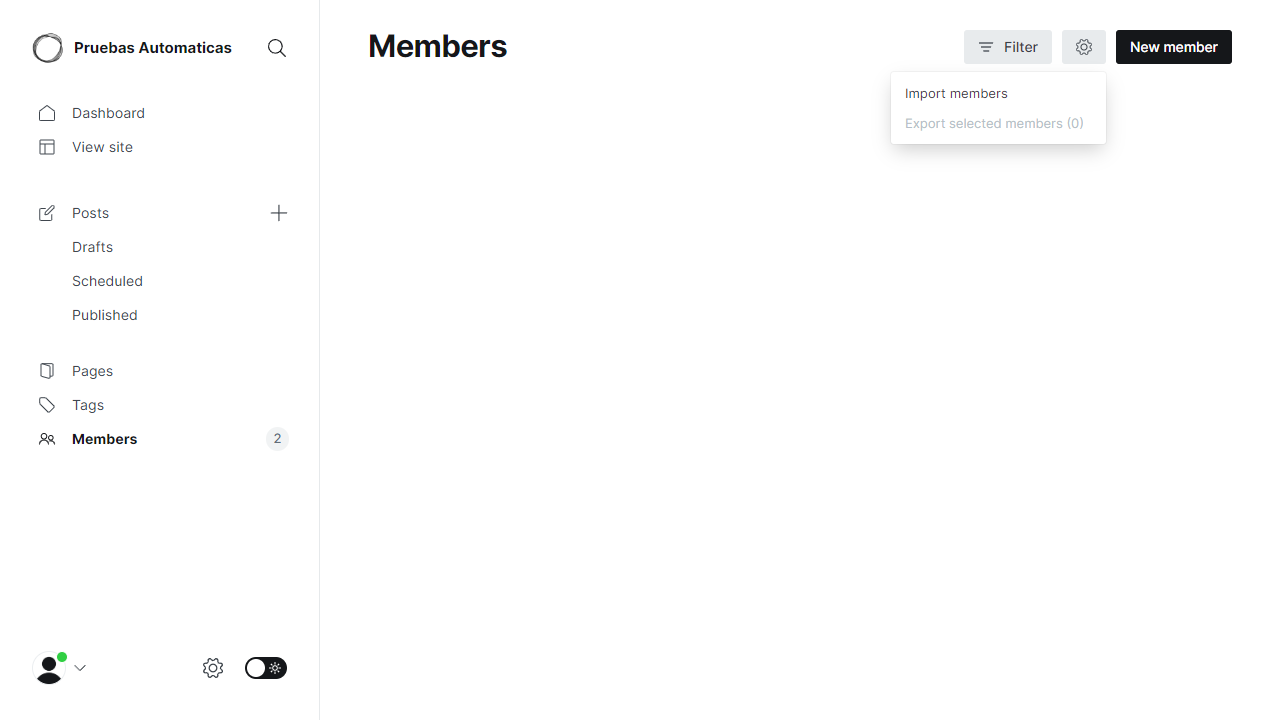 Pruebas Automaticas
Dashboard
View site
Posts
Drafts
Scheduled
Published
Pages
Tags
Members
2
Members
Filter
New member
Import members
Export selected members (0)